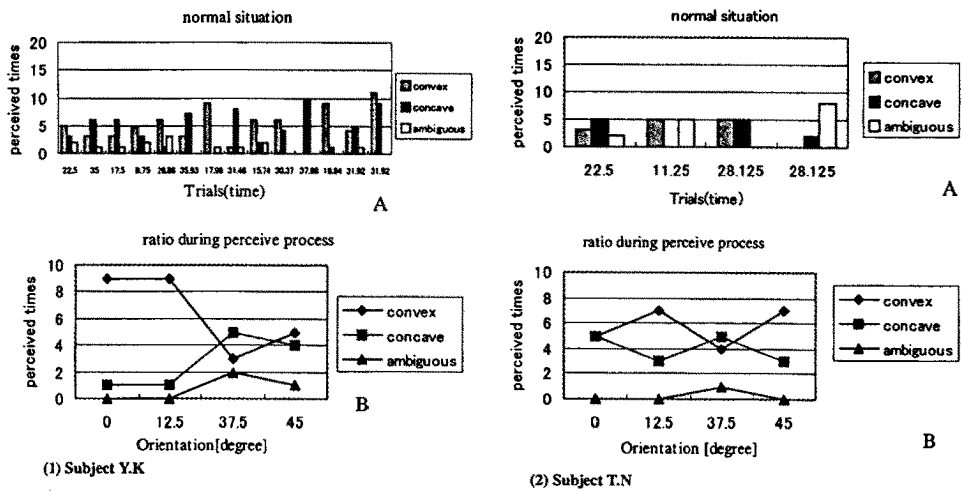 normal situation
perceived times
20
15
10
5
0
22.5 35 17.5 8.75 26.88 35.63 17.98 31.46 15.74 30.37 37.98 18.84 31.92 31.92
Trials(time)
convex
concave
ambiguous
A
normal situation
perceived times
20
15
10
5
0
22.5 11.25 28.125 28.125
Trials(time)
convex
concave
ambiguous
A
ratio during perceive process
perceived times
10
8
6
4
2
0
0 12.5 37.5 45
Orientation[degree]
convex
concave
ambiguous
B
(1) Subject Y.K
ratio during perceive process
perceived times
10
8
6
4
2
0
0 12.5 37.5 45
Orientation [degree]
convex
concave
ambiguous
B
(2) Subject T.N